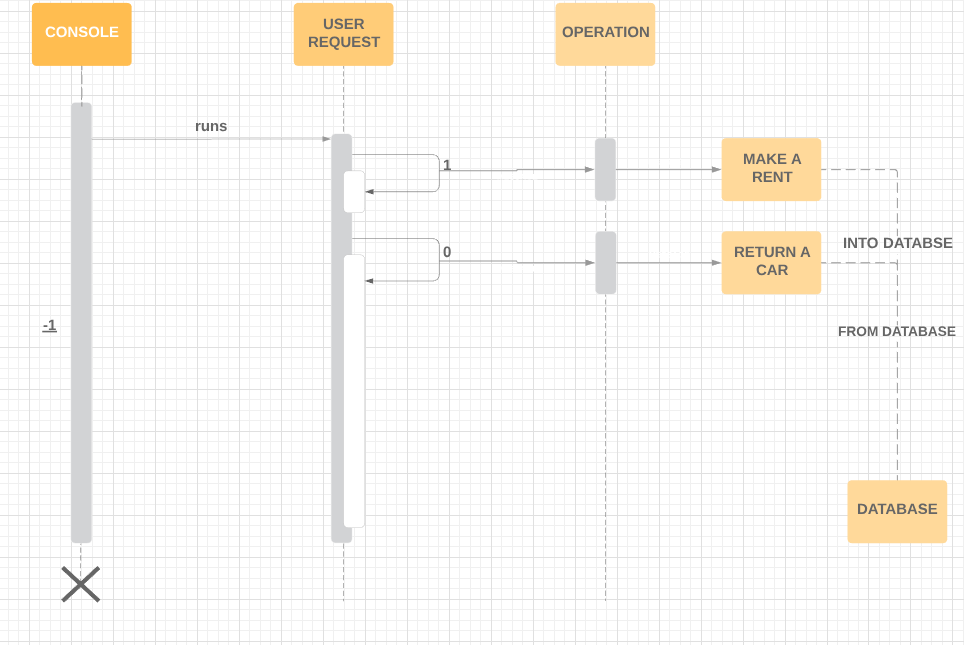 CONSOLE
USER
REQUEST
OPERATION
runs
1
MAKE A
RENT
INTO DATABSE
0
RETURN A
CAR
-1
FROM DATABASE
DATABASE